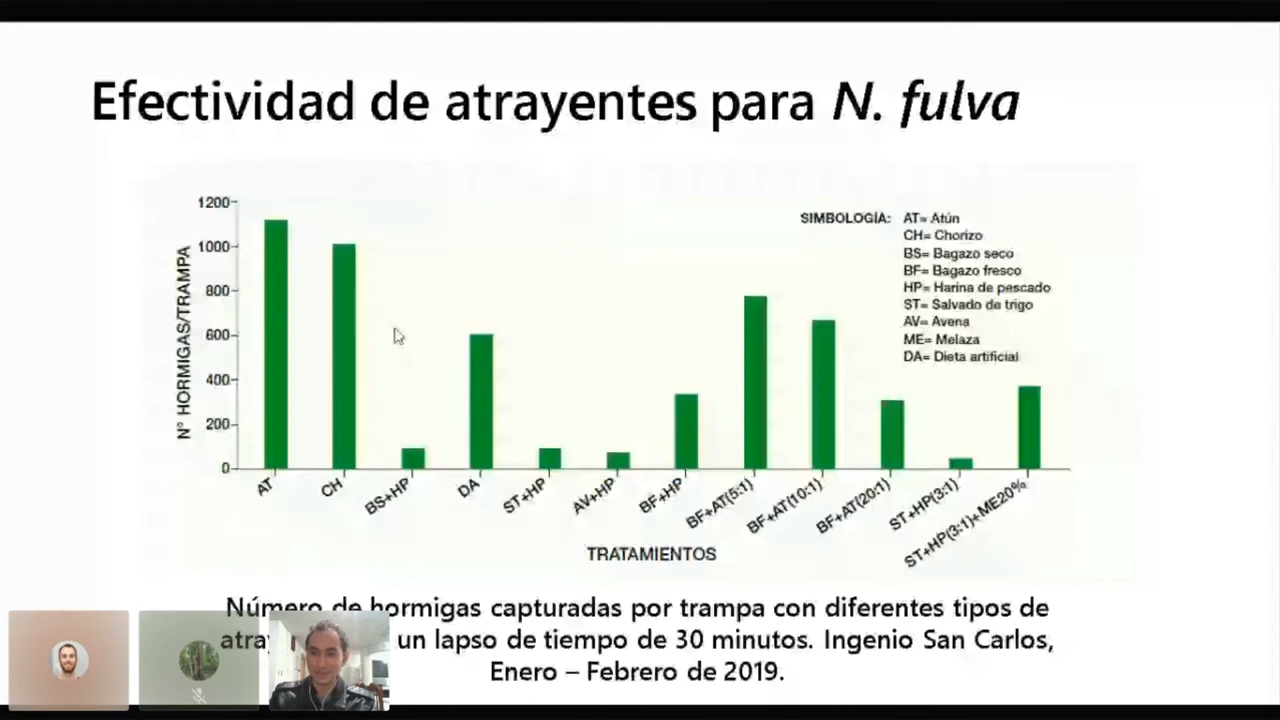 Efectividad de atrayentes para N. fulva
N° HORMIGAS/TRAMPA
1200
1000
800
600
400
200
0
SIMBOLOGÍA: AT= Atún
CH= Chorizo
BS= Bagazo seco
BF= Bagazo fresco
HP= Harina de pescado
ST= Salvado de trigo
AV= Avena
ME= Melaza
DA= Dieta artificial
AT
CH
BS+HP
DA
ST+HP
AV+HP
BF+HP
BF+AT(5:1)
BF+AT(10:1)
BF+AT(20:1)
ST+HP(3:1)
ST+HP(3:1)+ME20%
TRATAMIENTOS
Número de hormigas capturadas por trampa con diferentes tipos de
un lapso de tiempo de 30 minutos. Ingenio San Carlos,
Enero – Febrero de 2019.